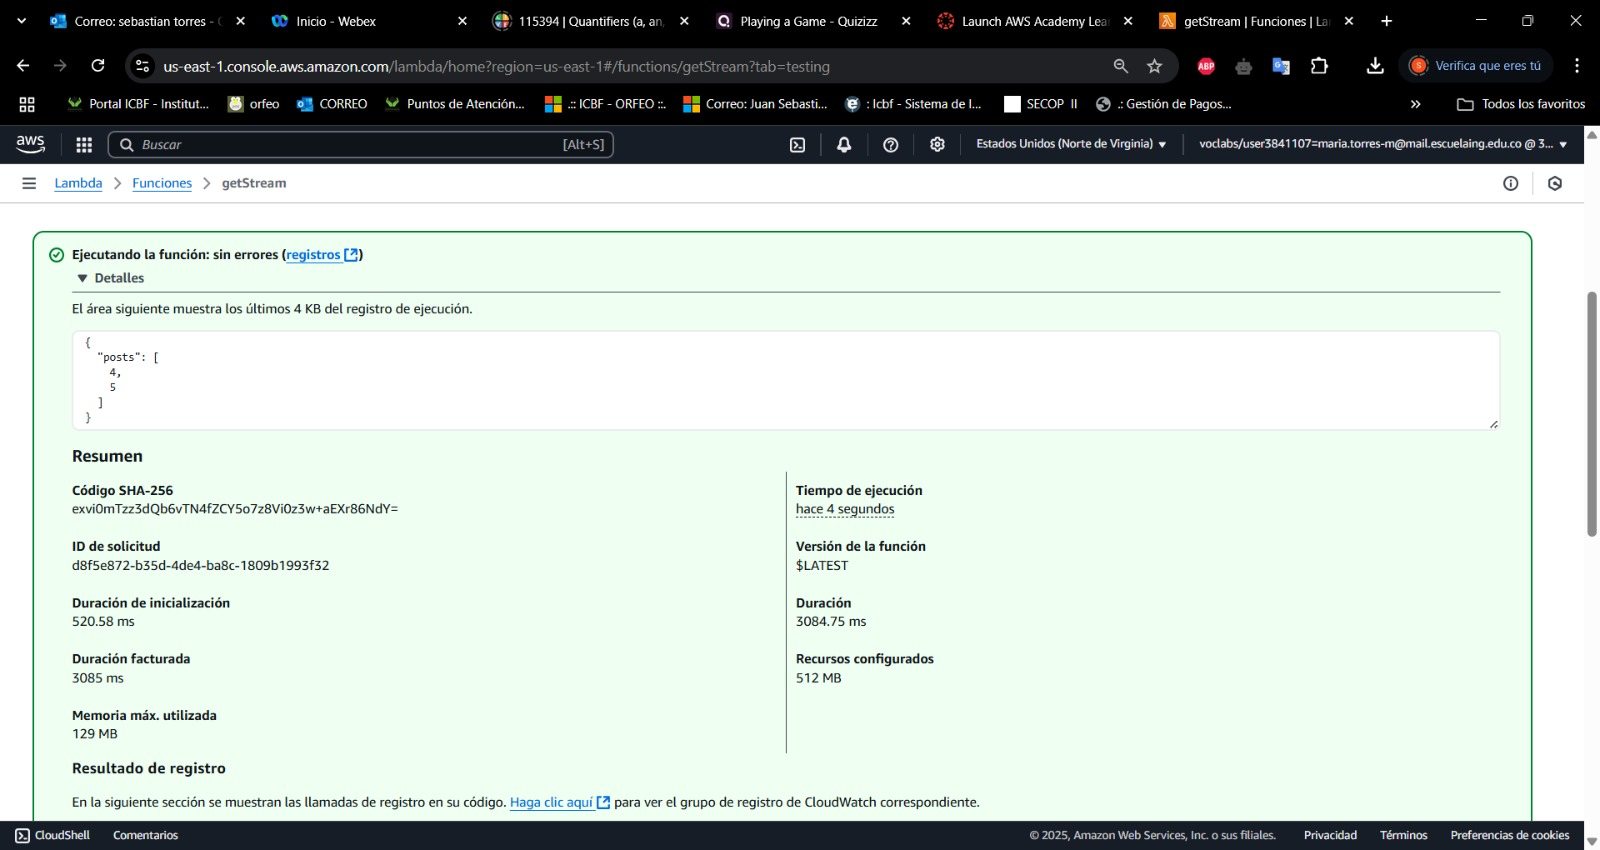 Correo: sebastian torres - C
Inicio - Webex
115394 | Quantifiers (a, an,
Playing a Game - Quizizz
Launch AWS Academy Lea
getStream | Funciones | La
us-east-1.console.aws.amazon.com/lambda/home?region=us-east-1#/functions/getStream?tab=testing
ABP
S
Verifica que eres tú
Portal ICBF - Institut...
orfeo
CORREO
Puntos de Atención...
.:: ICBF - ORFEO ::.
Correo: Juan Sebasti...
: Icbf - Sistema de I...
SECOP II
.: Gestión de Pagos...
»
Todos los favoritos
aws
Buscar
[Alt+S]
Estados Unidos (Norte de Virginia)
voclabs/user3841107=maria.torres-m@mail.escuelaing.edu.co @ 3...
Lambda > Funciones > getStream
Ejecutando la función: sin errores (registros)
Detalles
El área siguiente muestra los últimos 4 KB del registro de ejecución.
{
"posts": [
4,
5
]
}
Resumen
Código SHA-256
exvi0mTzz3dQb6vTN4fZCY5o7z8Vi0z3w+aEXr86NdY=
Tiempo de ejecución
hace 4 segundos
ID de solicitud
d8f5e872-b35d-4de4-ba8c-1809b1993f32
Versión de la función
$LATEST
Duración de inicialización
520.58 ms
Duración
3084.75 ms
Duración facturada
3085 ms
Recursos configurados
512 MB
Memoria máx. utilizada
129 MB
Resultado de registro
En la siguiente sección se muestran las llamadas de registro en su código. Haga clic aquí para ver el grupo de registro de CloudWatch correspondiente.
CloudShell
Comentarios
© 2025, Amazon Web Services, Inc. o sus filiales.
Privacidad
Términos
Preferencias de cookies